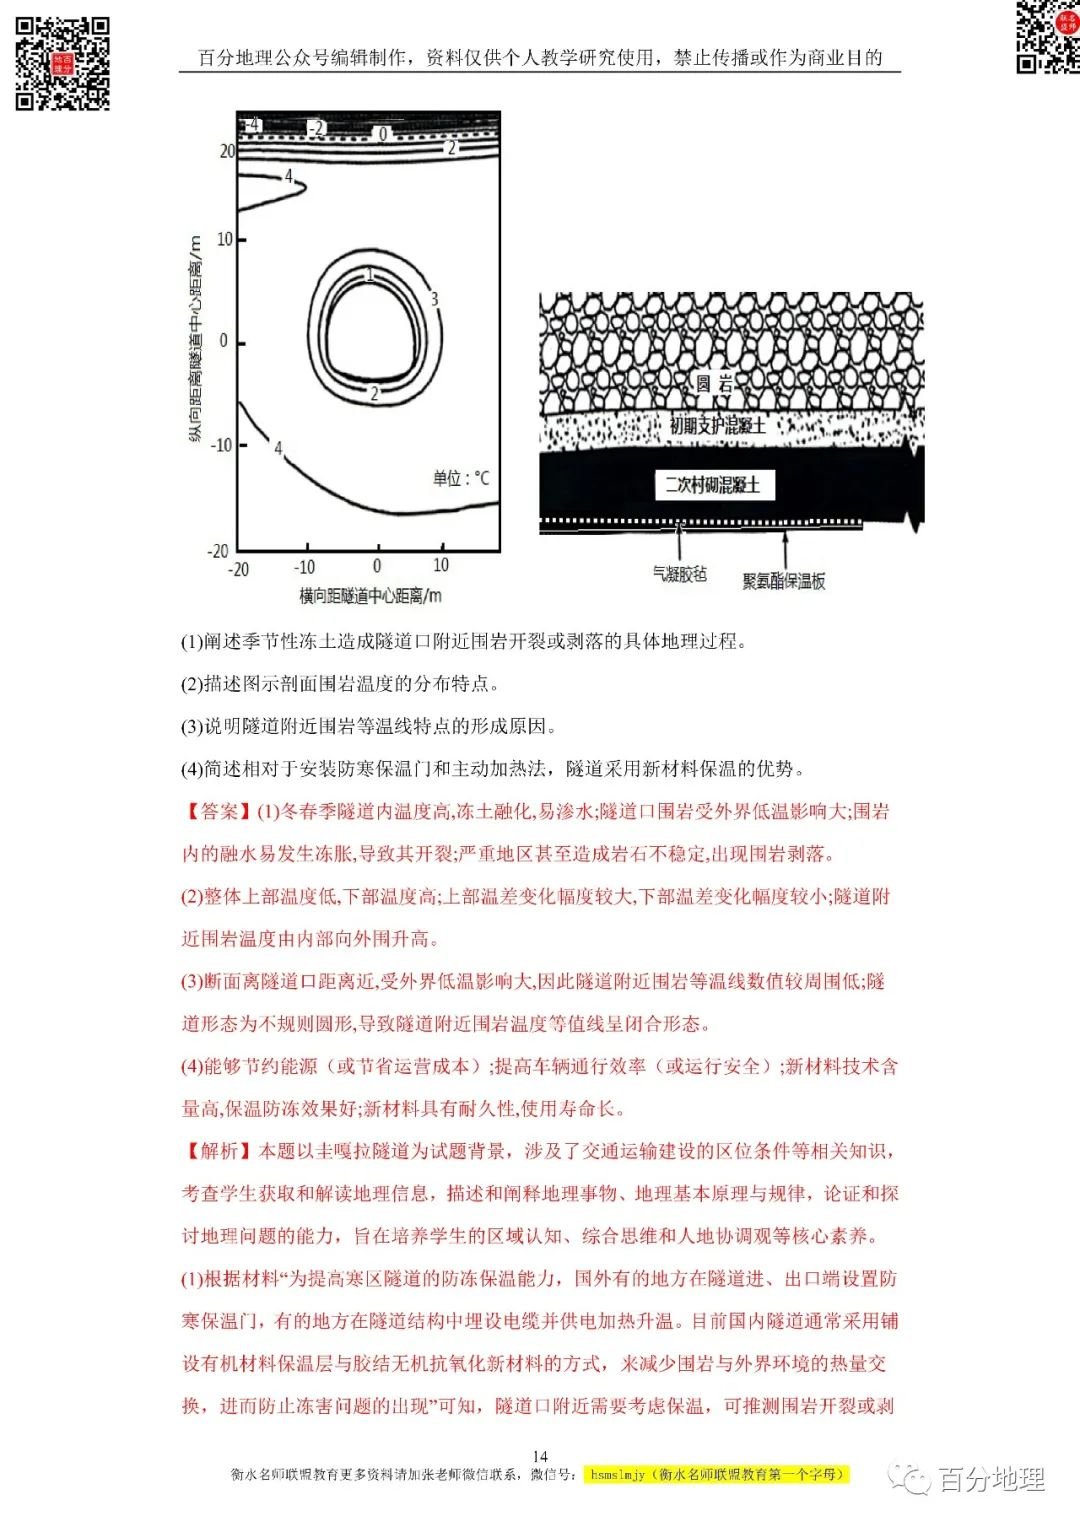 百分地理公众号编辑制作，资料仅供个人教学研究使用，禁止传播或作为商业目的
-4
-2
0
2
20
4
10
1
3
0
2
-10
4
单位：℃
-20
-20
-10
0
10
纵向距离隧道中心距离/m
横向距隧道中心距离/m
圆 岩
初期支护混凝土
二次村砌混凝土
气凝胶毡
聚氨酯保温板
(1)阐述季节性冻土造成隧道口附近围岩开裂或剥落的具体地理过程。
(2)描述图示剖面围岩温度的分布特点。
(3)说明隧道附近围岩等温线特点的形成原因。
(4)简述相对于安装防寒保温门和主动加热法，隧道采用新材料保温的优势。
【答案】(1)冬春季隧道内温度高,冻土融化,易渗水;隧道口围岩受外界低温影响大;围岩
内的融水易发生冻胀,导致其开裂;严重地区甚至造成岩石不稳定,出现围岩剥落。
(2)整体上部温度低,下部温度高;上部温差变化幅度较大,下部温差变化幅度较小;隧道附
近围岩温度由内部向外围升高。
(3)断面离隧道口距离近,受外界低温影响大,因此隧道附近围岩等温线数值较周围低;隧
道形态为不规则圆形,导致隧道附近围岩温度等值线呈闭合形态。
(4)能够节约能源（或节省运营成本）;提高车辆通行效率（或运行安全）;新材料技术含
量高,保温防冻效果好;新材料具有耐久性,使用寿命长。
【解析】本题以圭嘎拉隧道为试题背景，涉及了交通运输建设的区位条件等相关知识，
考查学生获取和解读地理信息，描述和阐释地理事物、地理基本原理与规律，论证和探
讨地理问题的能力，旨在培养学生的区域认知、综合思维和人地协调观等核心素养。
(1)根据材料“为提高寒区隧道的防冻保温能力，国外有的地方在隧道进、出口端设置防
寒保温门，有的地方在隧道结构中埋设电缆并供电加热升温。目前国内隧道通常采用铺
设有机材料保温层与胶结无机抗氧化新材料的方式，来减少围岩与外界环境的热量交
换，进而防止冻害问题的出现”可知，隧道口附近需要考虑保温，可推测围岩开裂或剥
14
衡水名师联盟教育更多资料请加张老师微信联系，微信号： hsmslmjy（衡水名师联盟教育第一个字母）
百分地理